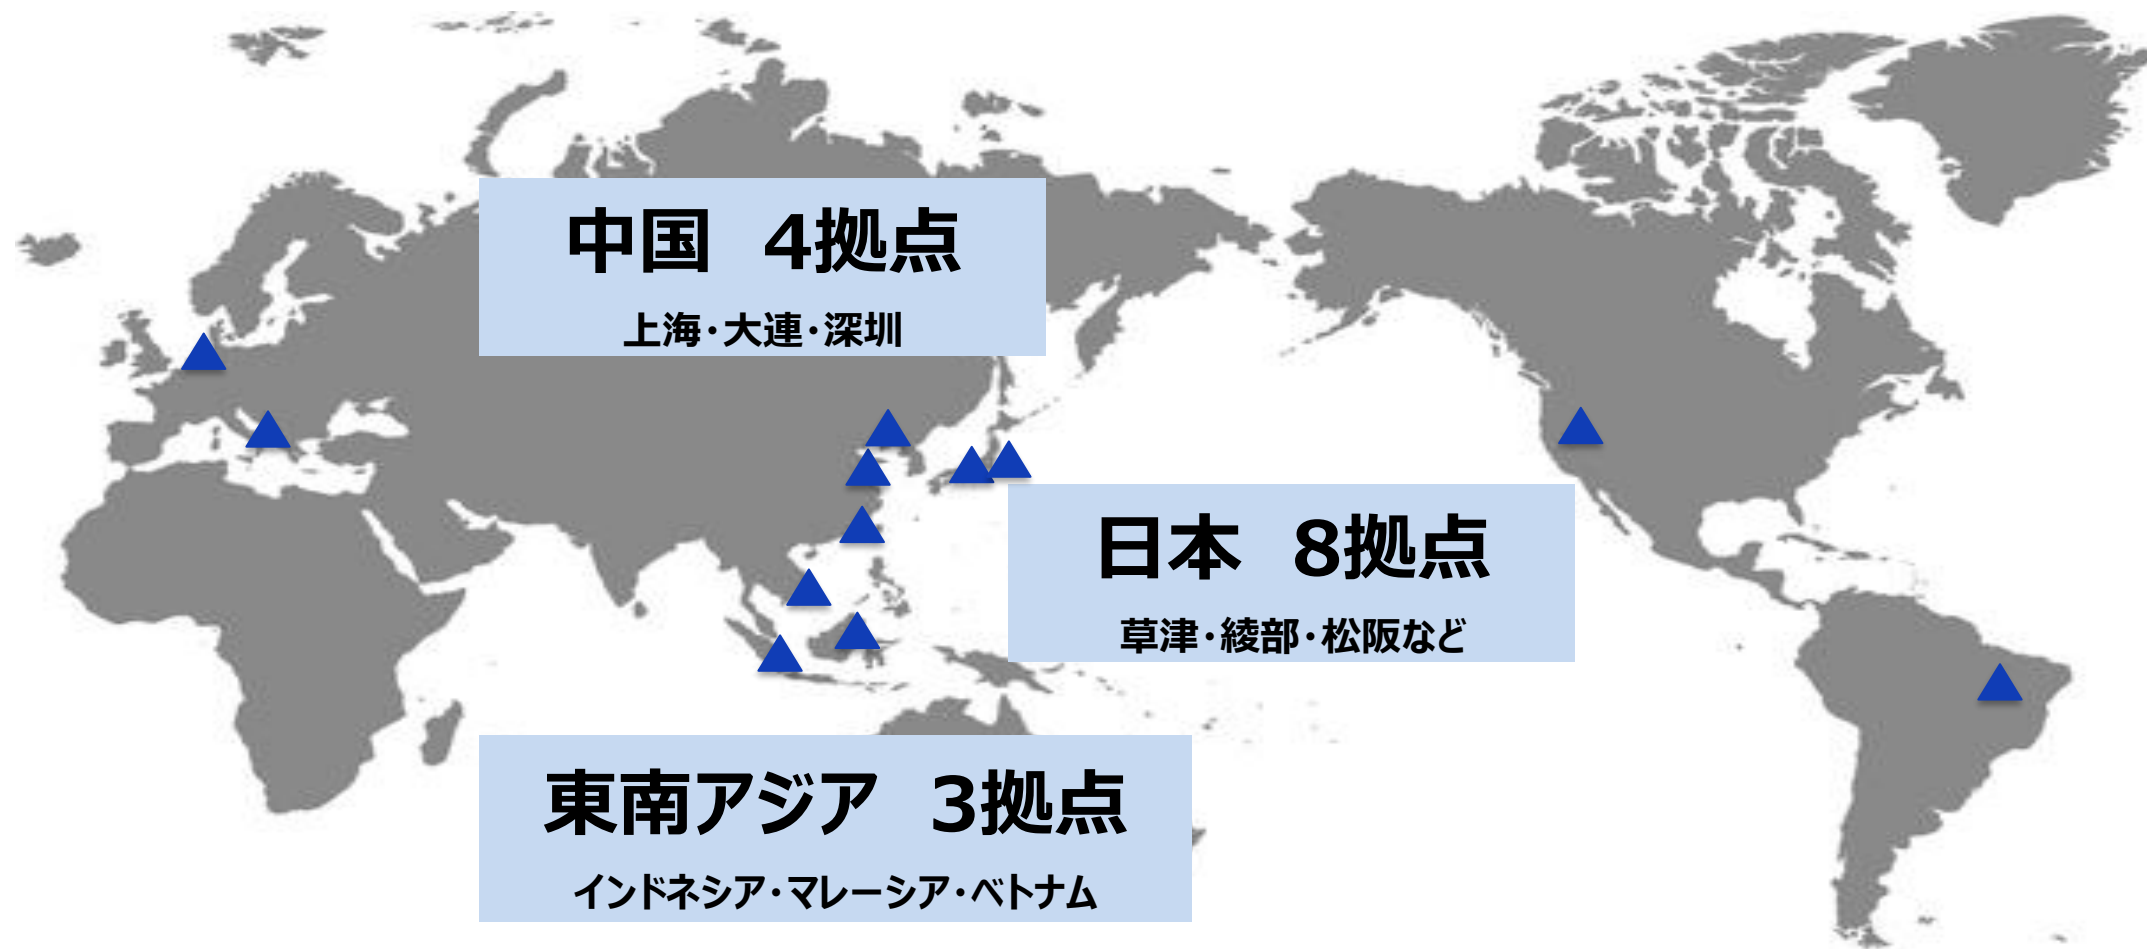 中国　4拠点
上海・大連・深圳
日本　8拠点
草津・綾部・松阪など
東南アジア　3拠点
インドネシア・マレーシア・ベトナム